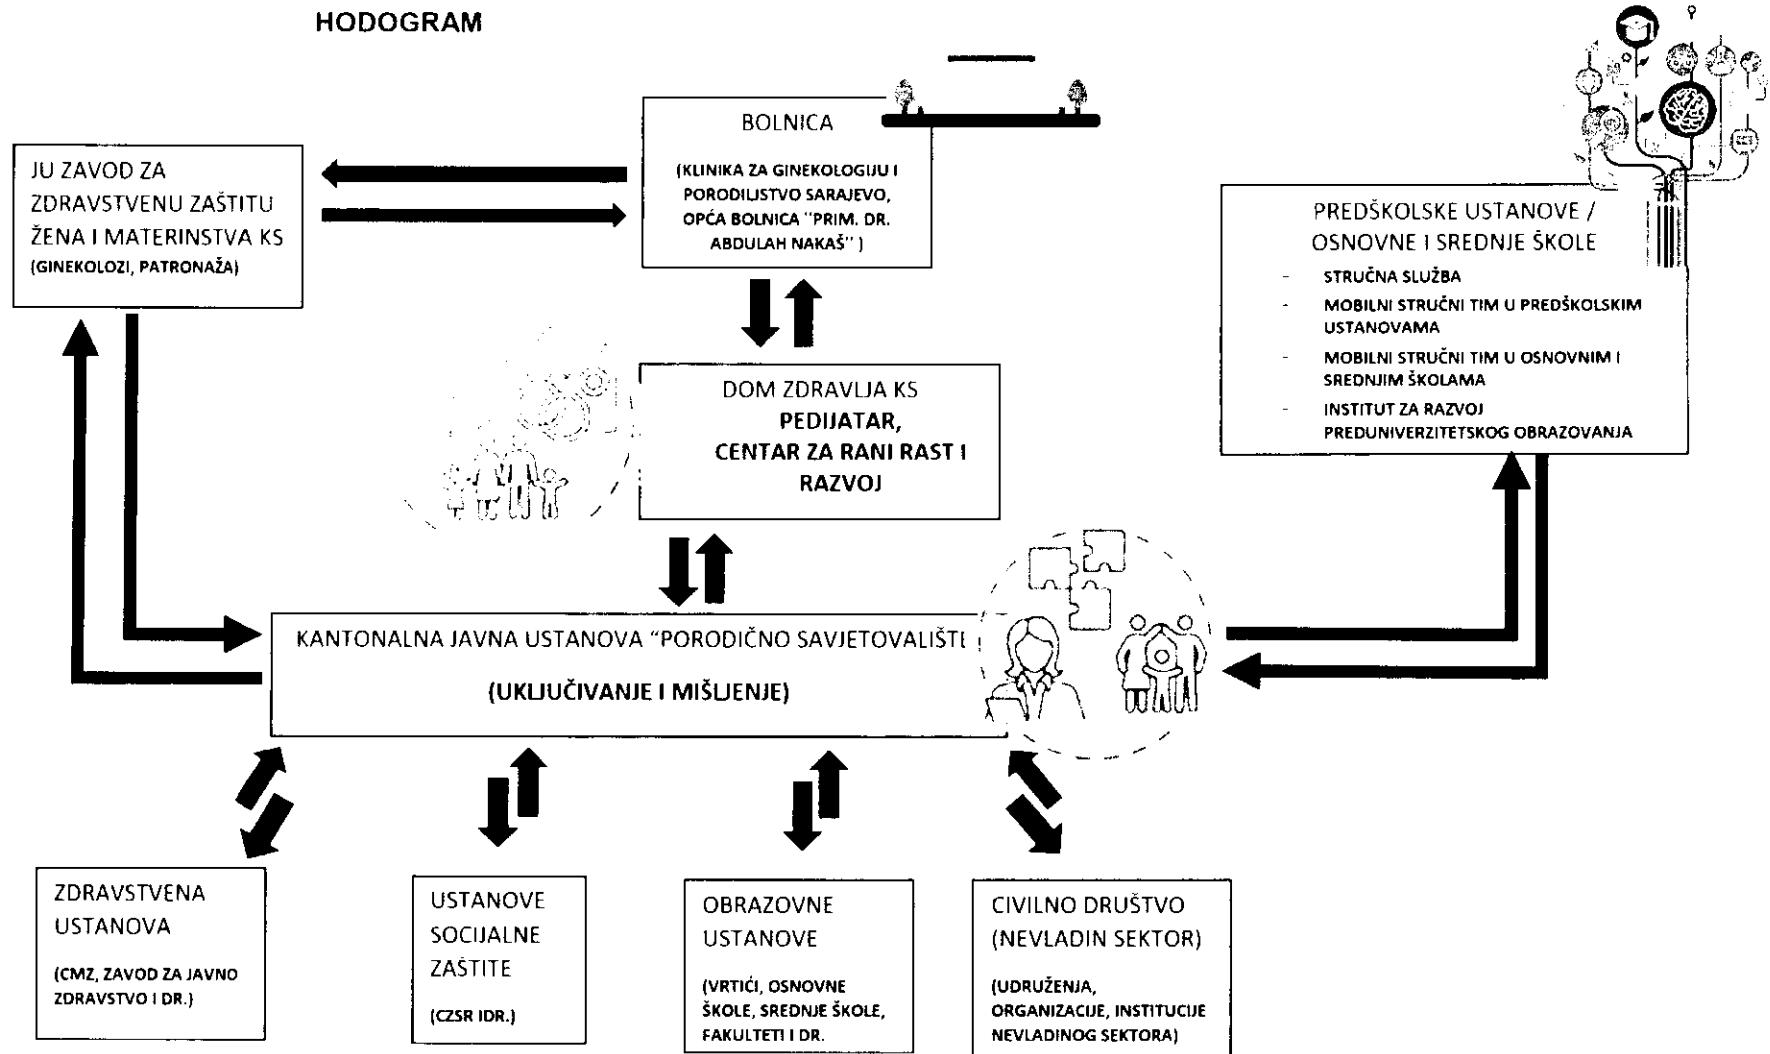 HODOGRAM
BOLNICA
(KLINIKA ZA GINEKOLOGIJU I
PORODILISTVO SARAJEVO,
OPĆA BOLNICA "PRIM. DR.
ABDULAH NAKAŠ" )
JU ZAVOD ZA
ZDRAVSTVENU ZAŠTITU
ŽENA I MATERINSTVA KS
(GINEKOLOZI, PATRONAŽA)
PREDŠKOLSKE USTANOVE /
OSNOVNE I SREDNJE ŠKOLE
- STRUČNA SLUŽBA
- MOBILNI STRUČNI TIM U PREDŠKOLSKIM
USTANOVAMA
- MOBILNI STRUČNI TIM U OSNOVNIM I
SREDNJIM ŠKOLAMA
- INSTITUT ZA RAZVOJ
PREDUNIVERZITETSKOG OBRAZOVANJA
DOM ZDRAVLJA KS
PEDIJATAR,
CENTAR ZA RANI RAST I
RAZVOJ
KANTONALNA JAVNA USTANOVA "PORODIČNO SAVJETOVALIŠTE
(UKLJUČIVANJE I MIŠLJENJE)
ZDRAVSTVENA
USTANOVA
(CMZ, ZAVOD ZA JAVNO
ZDRAVSTVO I DR.)
USTANOVE
SOCIJALNE
ZAŠTITE
(CZSR IDR.)
OBRAZOVNE
USTANOVE
(VRTIĆI, OSNOVNE
ŠKOLE, SREDNJE ŠKOLE,
FAKULTETI I DR.
CIVILNO DRUŠTVO
(NEVLADIN SEKTOR)
(UDRUŽENJA,
ORGANIZACIJE, INSTITUCIJE
NEVLADINOG SEKTORA)